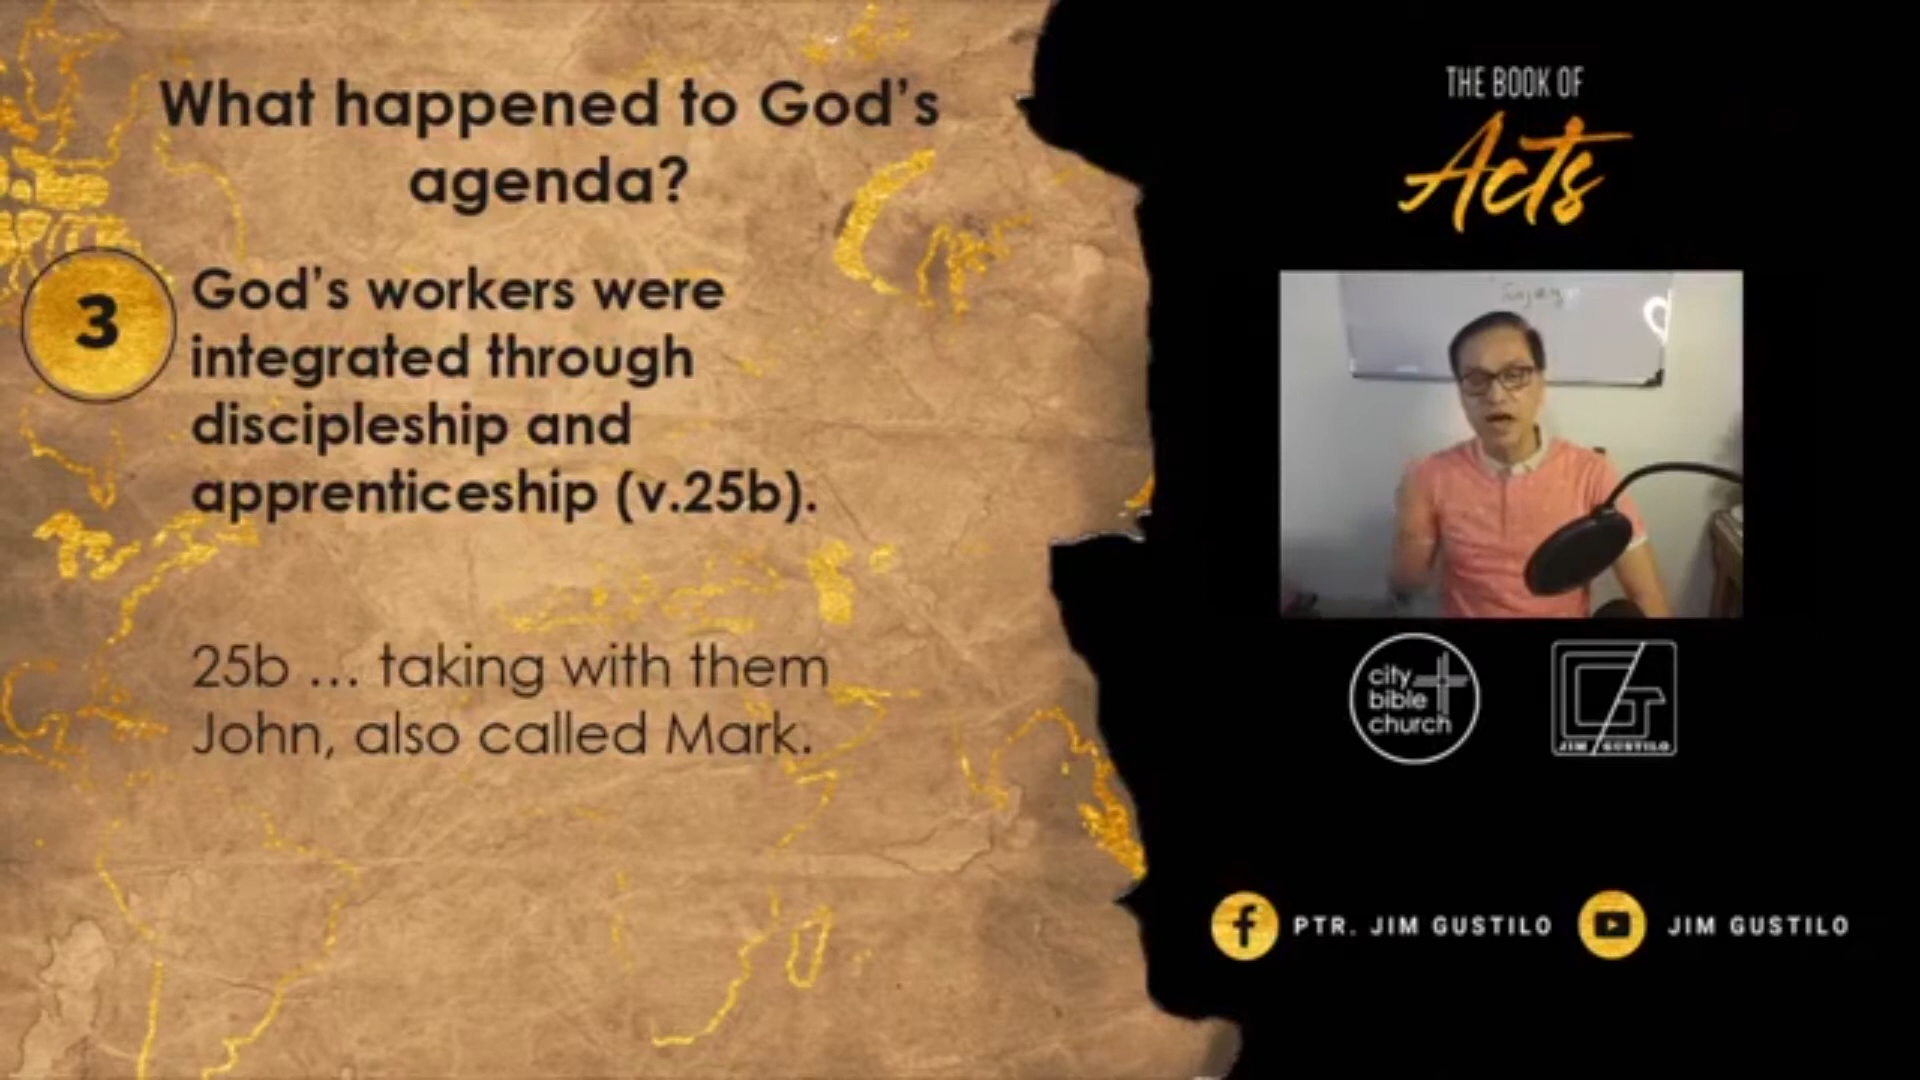 What happened to God's
agenda?
3
God's workers were
integrated through
discipleship and
apprenticeship (v.25b).
25b ... taking with them
John, also called Mark.
THE BOOK OF
Acts
city
bible
church
JIM GUSTILO
PTR. JIM GUSTILO
JIM GUSTILO